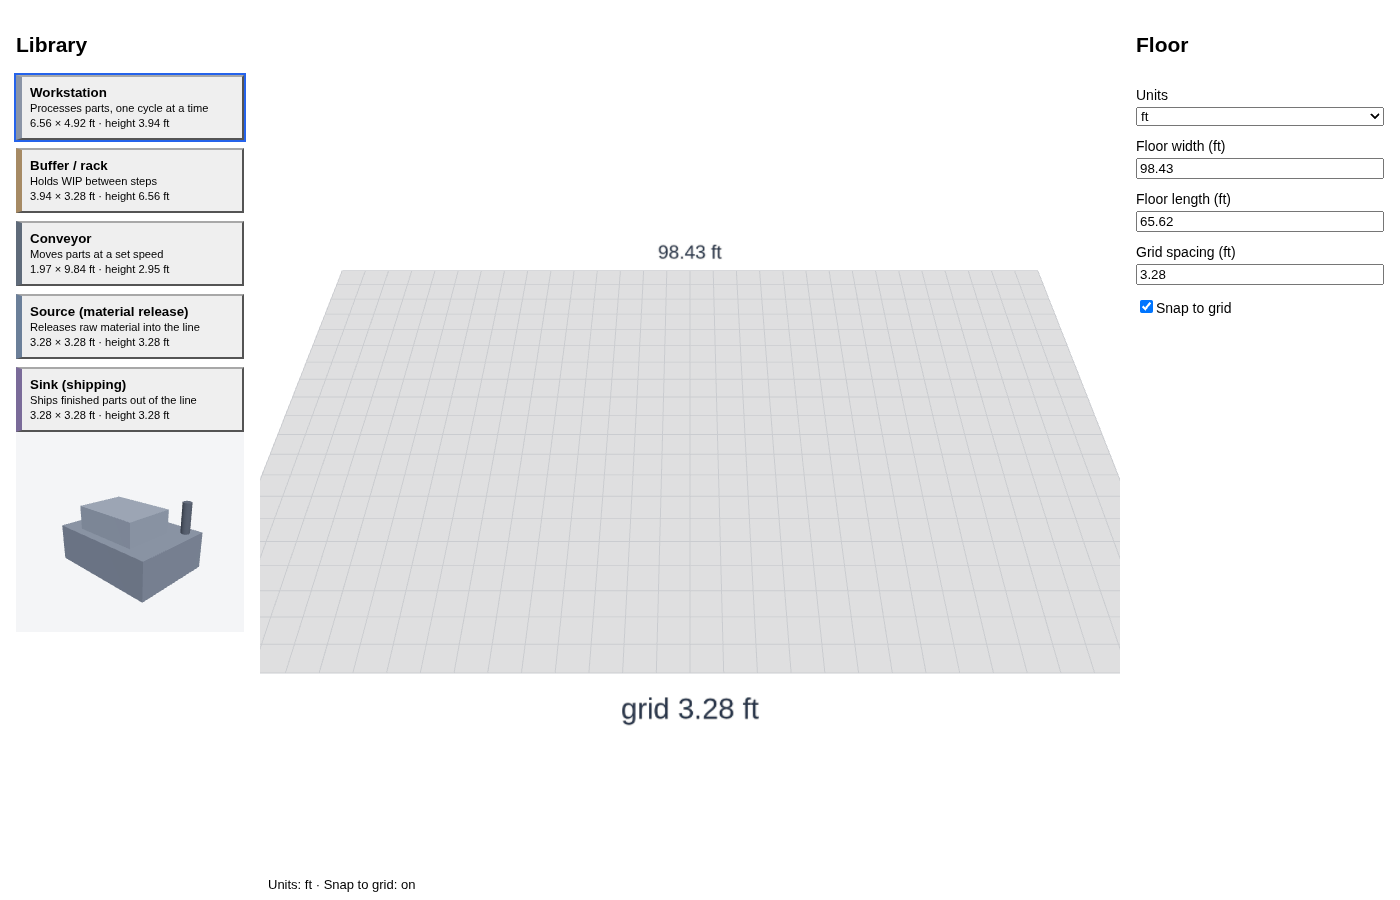 Library
Workstation
Processes parts, one cycle at a time
6.56 × 4.92 ft · height 3.94 ft
Buffer / rack
Holds WIP between steps
3.94 × 3.28 ft · height 6.56 ft
Conveyor
Moves parts at a set speed
1.97 × 9.84 ft · height 2.95 ft
Source (material release)
Releases raw material into the line
3.28 × 3.28 ft · height 3.28 ft
Sink (shipping)
Ships finished parts out of the line
3.28 × 3.28 ft · height 3.28 ft
98.43 ft
grid 3.28 ft
Units: ft · Snap to grid: on
Floor
Units
ft
Floor width (ft)
98.43
Floor length (ft)
65.62
Grid spacing (ft)
3.28
Snap to grid